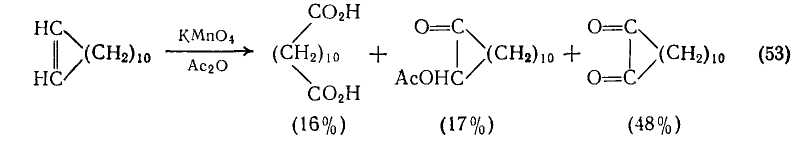 HC
HC
(CH₂)₁₀
KMnO₄
Ac₂O
CO₂H
(CH₂)₁₀
CO₂H
(16%)
+
O=C
AcOHC
(CH₂)₁₀
(17%)
+
O=C
O=C
(CH₂)₁₀
(48%)
(53)